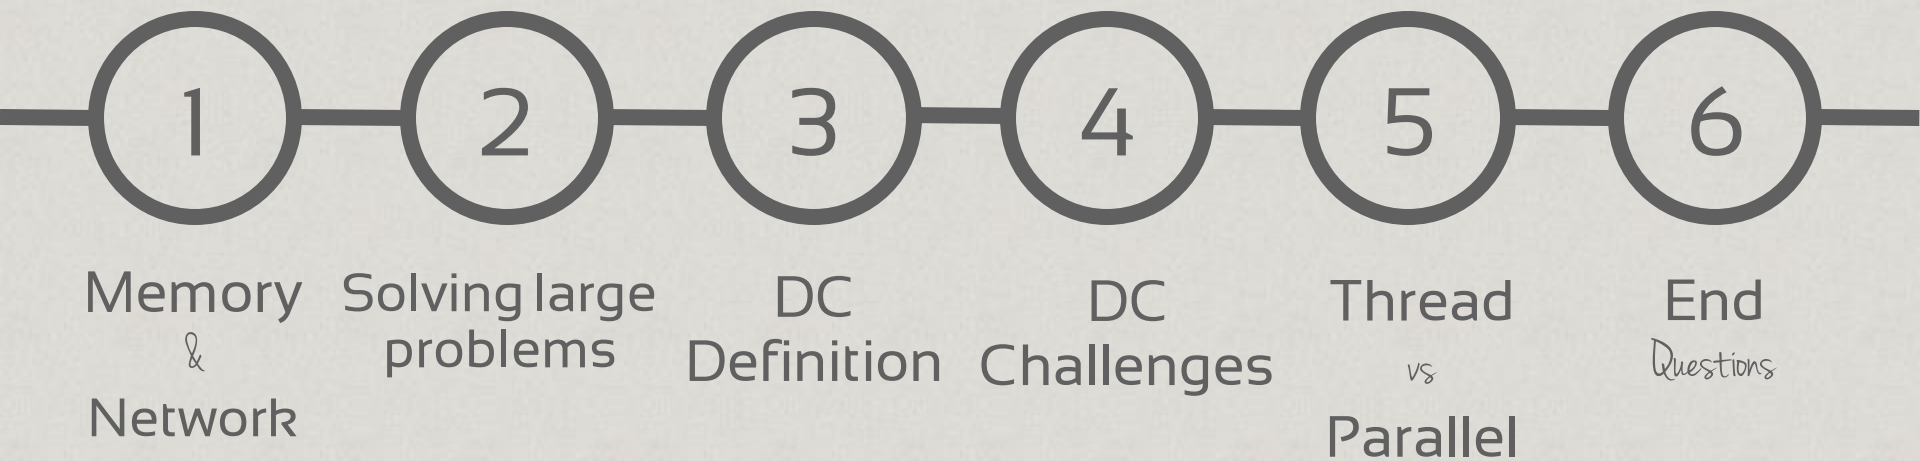 1
Memory
&
Network
2
Solving large
problems
3
DC
Definition
4
DC
Challenges
5
Thread
vs
Parallel
6
End
Questions